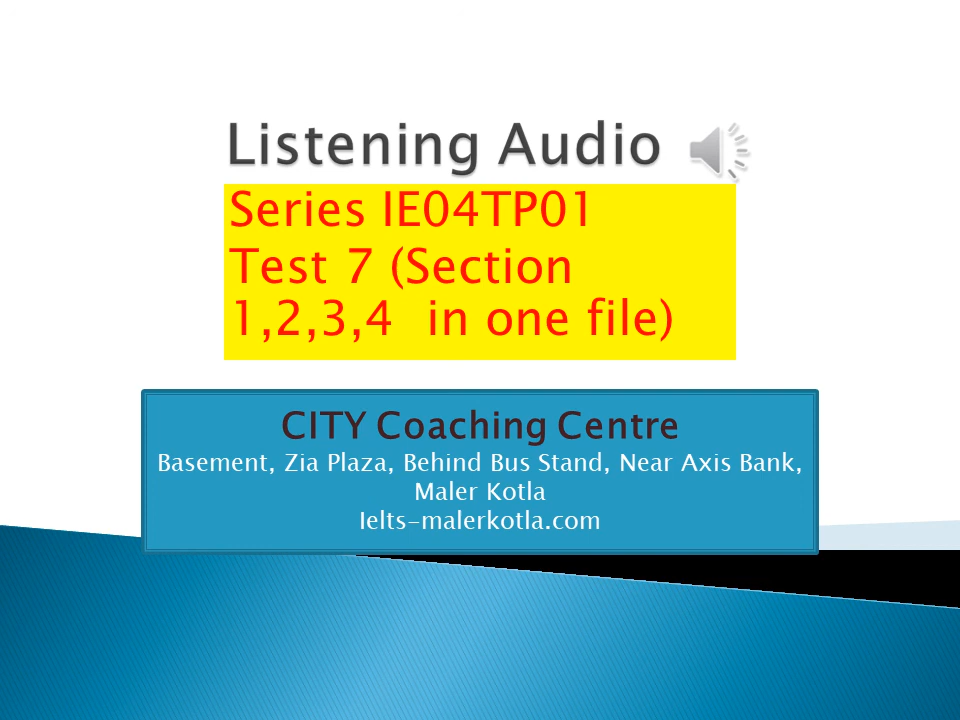 Listening Audio
Series IE04TP01
Test 7 (Section
1,2,3,4 in one file)
CITY Coaching Centre
Basement, Zia Plaza, Behind Bus Stand, Near Axis Bank,
Maler Kotla
Ielts-malerkotla.com